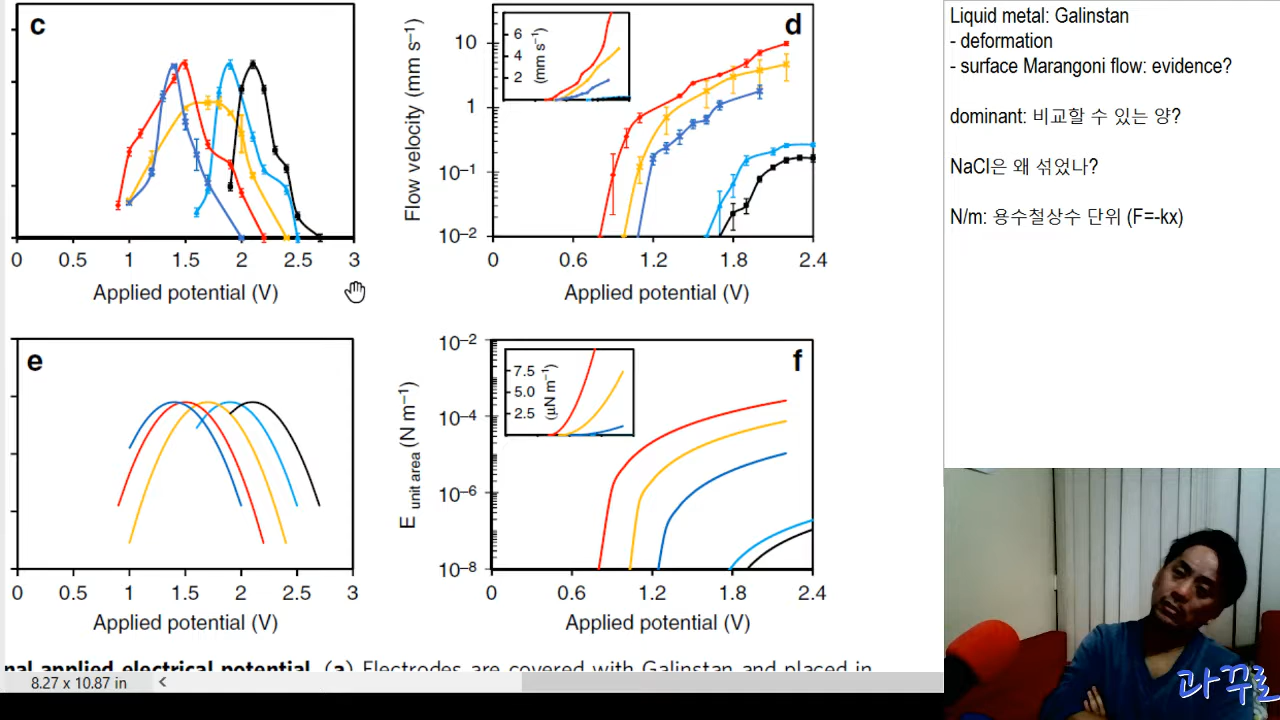 c
0
0.5
1
1.5
2
2.5
3
Applied potential (V)
d
6
4
2
(mm s⁻¹)
10
1
10⁻¹
10⁻²
Flow velocity (mm s⁻¹)
0
0.6
1.2
1.8
2.4
Applied potential (V)
e
0
0.5
1
1.5
2
2.5
3
Applied potential (V)
f
7.5
5.0
2.5
(μN m⁻¹)
10⁻²
10⁻⁴
10⁻⁶
10⁻⁸
E unit area (N m⁻¹)
0
0.6
1.2
1.8
2.4
Applied potential (V)
nal applied electrical potential. (a) Electrodes are covered with Galinstan and placed in
8.27 x 10.87 in
Liquid metal: Galinstan
- deformation
- surface Marangoni flow: evidence?
dominant: 비교할 수 있는 양?
NaCl은 왜 섞었나?
N/m: 용수철상수 단위 (F=-kx)
과꾸로